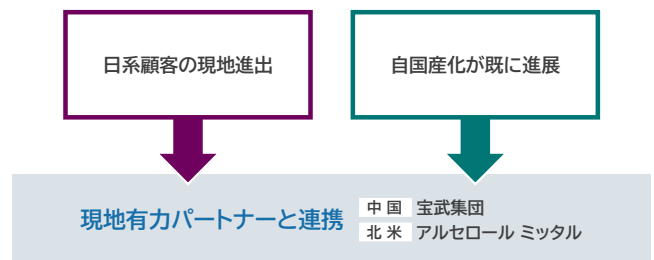 日系顧客の現地進出
自国産化が既に進展
現地有力パートナーと連携
中国 宝武集団
北米 アルセロール ミッタル